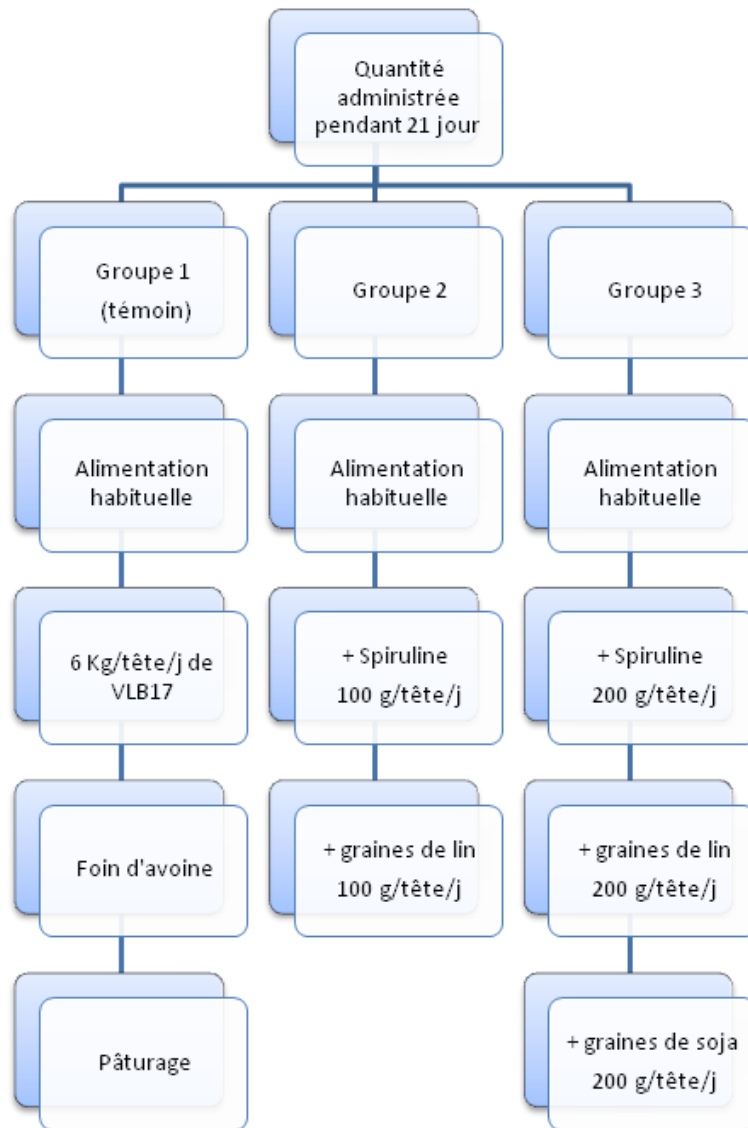 Quantité
administrée
pendant 21 jour
Groupe 1
(témoin)
Groupe 2
Groupe 3
Alimentation
habituelle
Alimentation
habituelle
Alimentation
habituelle
6 Kg/tête/j de
VLB17
+ Spiruline
100 g/tête/j
+ Spiruline
200 g/tête/j
Foin d'avoine
+ graines de lin
100 g/tête/j
+ graines de lin
200 g/tête/j
Pâturage
+ graines de soja
200 g/tête/j